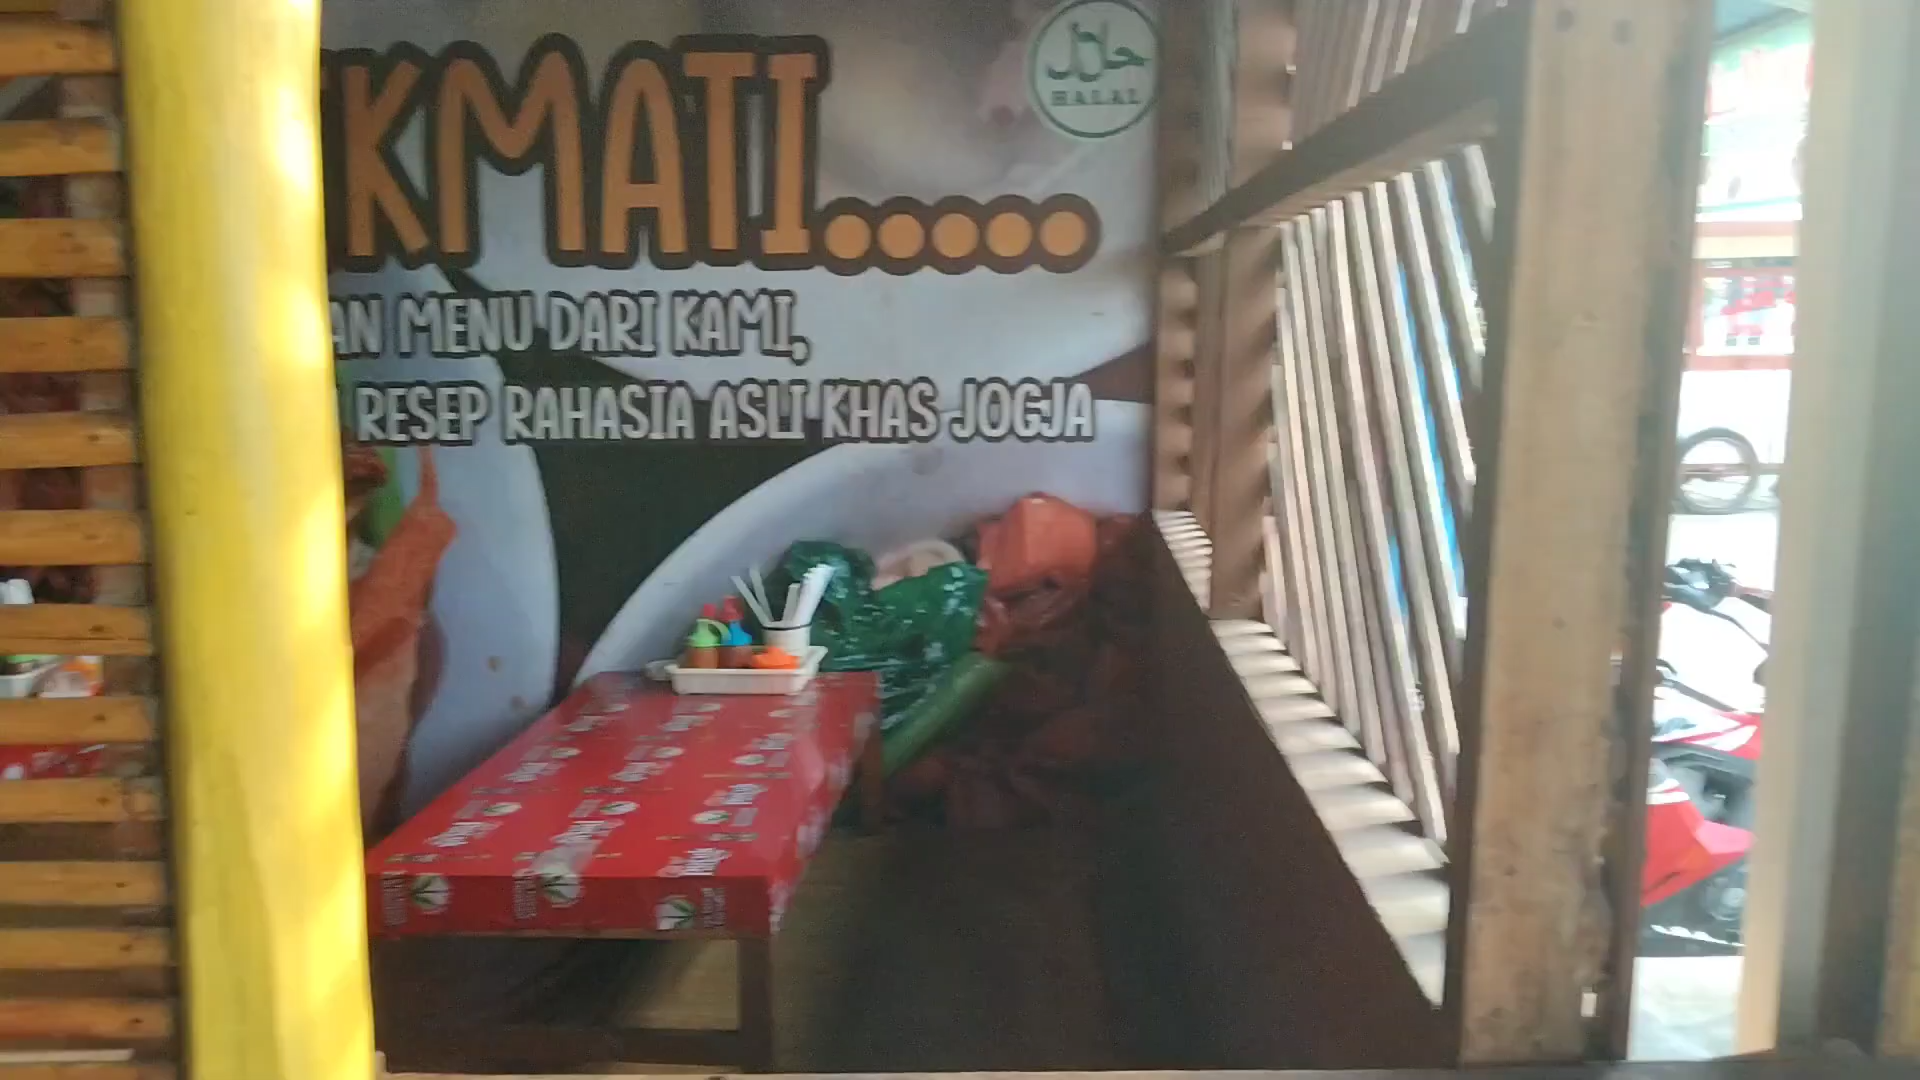 KMATI.....
حلال
HALAL
AN MENU DARI KAMI,
RESEP RAHASIA ASLI KHAS JOGJA